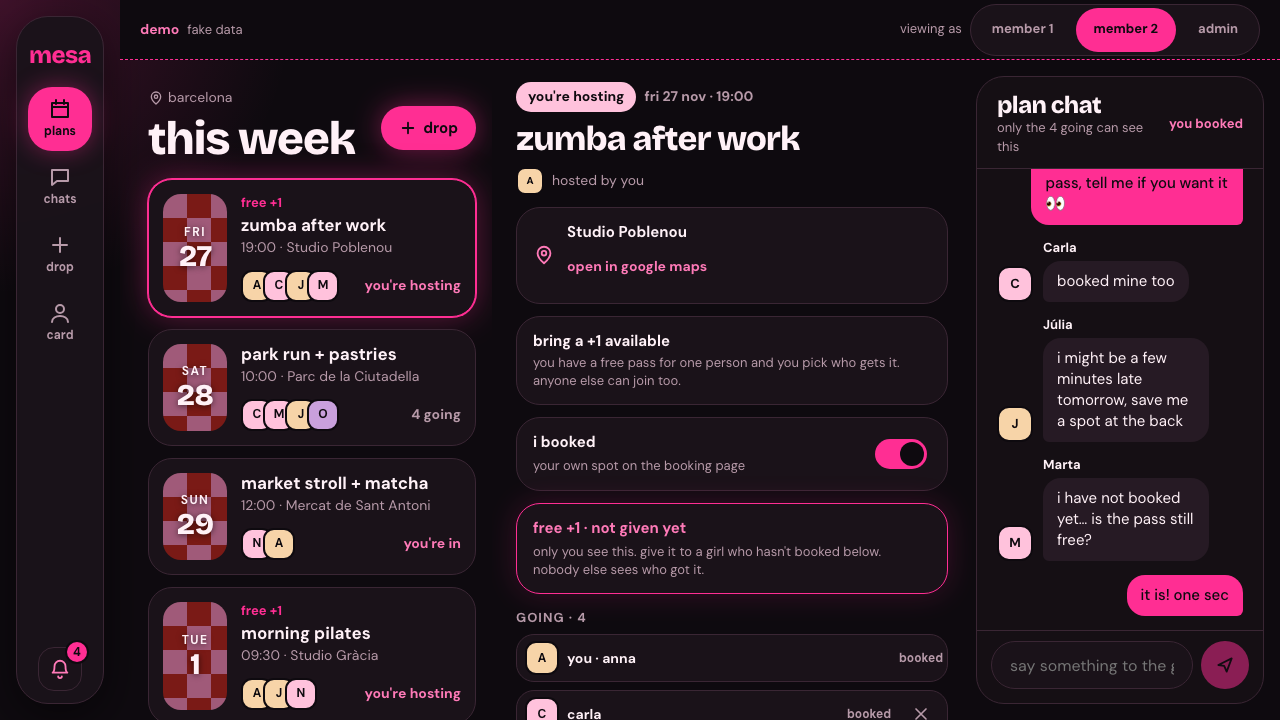 mesa
plans
chats
drop
card
4
demo fake data
viewing as member 1 member 2 admin
barcelona
this week
+ drop
FRI
27
free +1
zumba after work
19:00 · Studio Poblenou
A C J M you're hosting
SAT
28
park run + pastries
10:00 · Parc de la Ciutadella
C M J O 4 going
SUN
29
market stroll + matcha
12:00 · Mercat de Sant Antoni
N A you're in
TUE
1
free +1
morning pilates
09:30 · Studio Gràcia
A J N you're hosting
you're hosting fri 27 nov · 19:00
zumba after work
A hosted by you
Studio Poblenou
open in google maps
bring a +1 available
you have a free pass for one person and you pick who gets it.
anyone else can join too.
i booked
your own spot on the booking page
free +1 · not given yet
only you see this. give it to a girl who hasn't booked below.
nobody else sees who got it.
GOING · 4
A you · anna booked
C carla booked
plan chat
only the 4 going can see
this
you booked
pass, tell me if you want it
👀
Carla
C booked mine too
Júlia
i might be a few
minutes late
tomorrow, save me
a spot at the back
J
Marta
i have not booked
yet… is the pass still
free?
M
it is! one sec
say something to the g